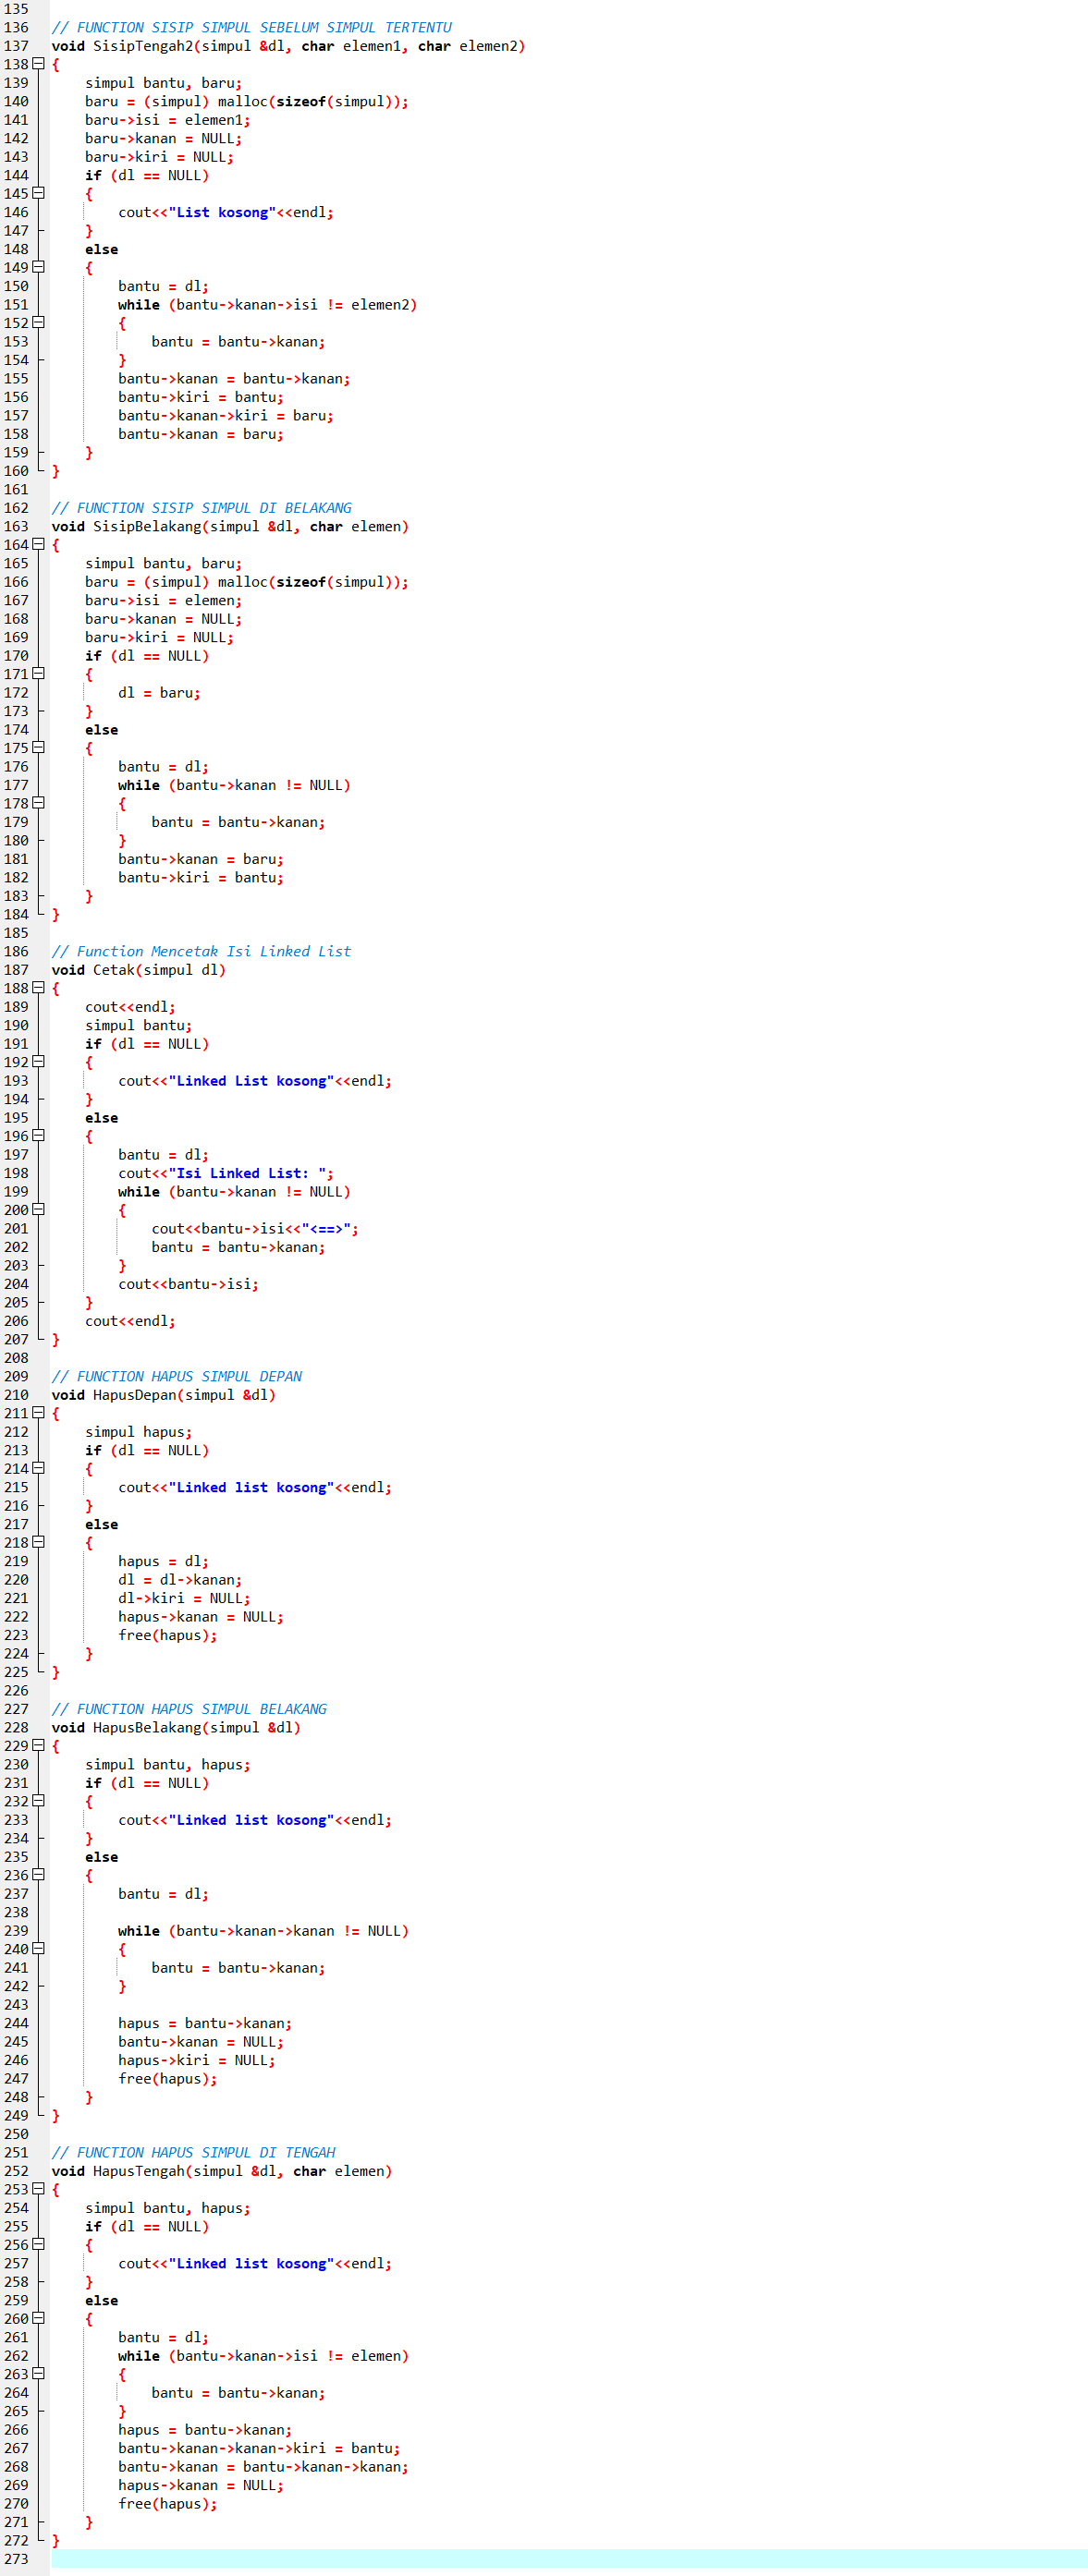 135
136 // FUNCTION SISIP SIMPUL SEBELUM SIMPUL TERTENTU
137 void SisipTengah2(simpul &dl, char elemen1, char elemen2)
138 {
139 simpul bantu, baru;
140 baru = (simpul) malloc(sizeof(simpul));
141 baru->isi = elemen1;
142 baru->kanan = NULL;
143 baru->kiri = NULL;
144 if (dl == NULL)
145 {
146 cout<<"List kosong"<<endl;
147 }
148 else
149 {
150 bantu = dl;
151 while (bantu->kanan->isi != elemen2)
152 {
153 bantu = bantu->kanan;
154 }
155 bantu->kanan = bantu->kanan;
156 bantu->kiri = bantu;
157 bantu->kanan->kiri = baru;
158 bantu->kanan = baru;
159 }
160 }
161
162 // FUNCTION SISIP SIMPUL DI BELAKANG
163 void SisipBelakang(simpul &dl, char elemen)
164 {
165 simpul bantu, baru;
166 baru = (simpul) malloc(sizeof(simpul));
167 baru->isi = elemen;
168 baru->kanan = NULL;
169 baru->kiri = NULL;
170 if (dl == NULL)
171 {
172 dl = baru;
173 }
174 else
175 {
176 bantu = dl;
177 while (bantu->kanan != NULL)
178 {
179 bantu = bantu->kanan;
180 }
181 bantu->kanan = baru;
182 bantu->kiri = bantu;
183 }
184 }
185
186 // Function Mencetak Isi Linked List
187 void Cetak(simpul dl)
188 {
189 cout<<endl;
190 simpul bantu;
191 if (dl == NULL)
192 {
193 cout<<"Linked List kosong"<<endl;
194 }
195 else
196 {
197 bantu = dl;
198 cout<<"Isi Linked List: ";
199 while (bantu->kanan != NULL)
200 {
201 cout<<bantu->isi<<"<==>";
202 bantu = bantu->kanan;
203 }
204 cout<<bantu->isi;
205 }
206 cout<<endl;
207 }
208
209 // FUNCTION HAPUS SIMPUL DEPAN
210 void HapusDepan(simpul &dl)
211 {
212 simpul hapus;
213 if (dl == NULL)
214 {
215 cout<<"Linked list kosong"<<endl;
216 }
217 else
218 {
219 hapus = dl;
220 dl = dl->kanan;
221 dl->kiri = NULL;
222 hapus->kanan = NULL;
223 free(hapus);
224 }
225 }
226
227 // FUNCTION HAPUS SIMPUL BELAKANG
228 void HapusBelakang(simpul &dl)
229 {
230 simpul bantu, hapus;
231 if (dl == NULL)
232 {
233 cout<<"Linked list kosong"<<endl;
234 }
235 else
236 {
237 bantu = dl;
238
239 while (bantu->kanan->kanan != NULL)
240 {
241 bantu = bantu->kanan;
242 }
243
244 hapus = bantu->kanan;
245 bantu->kanan = NULL;
246 hapus->kiri = NULL;
247 free(hapus);
248 }
249 }
250
251 // FUNCTION HAPUS SIMPUL DI TENGAH
252 void HapusTengah(simpul &dl, char elemen)
253 {
254 simpul bantu, hapus;
255 if (dl == NULL)
256 {
257 cout<<"Linked list kosong"<<endl;
258 }
259 else
260 {
261 bantu = dl;
262 while (bantu->kanan->isi != elemen)
263 {
264 bantu = bantu->kanan;
265 }
266 hapus = bantu->kanan;
267 bantu->kanan->kanan->kiri = bantu;
268 bantu->kanan = bantu->kanan->kanan;
269 hapus->kanan = NULL;
270 free(hapus);
271 }
272 }
273